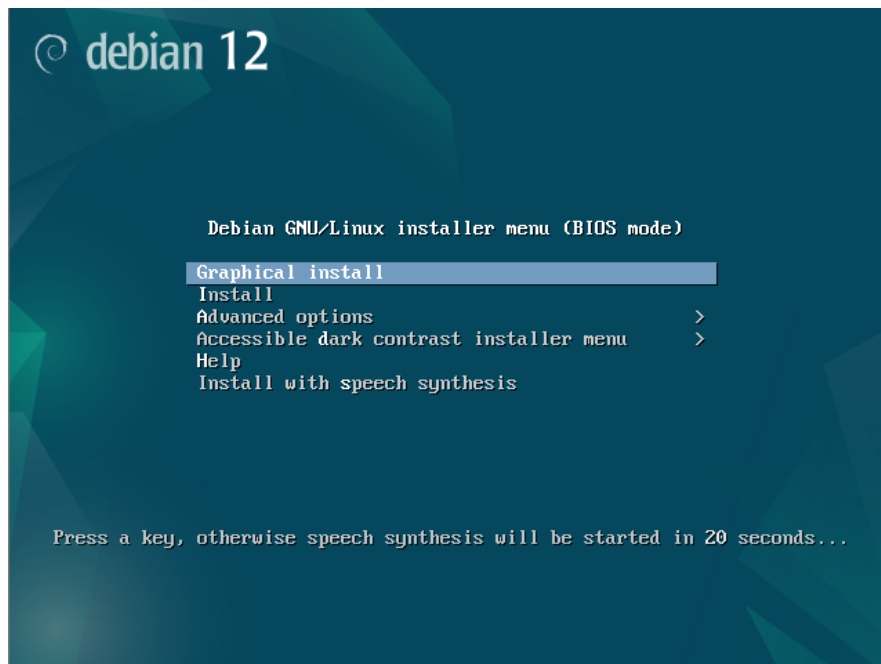 debian 12
Debian GNU/Linux installer menu (BIOS mode)
Graphical install
Install
Advanced options >
Accessible dark contrast installer menu >
Help
Install with speech synthesis
Press a key, otherwise speech synthesis will be started in 20 seconds...